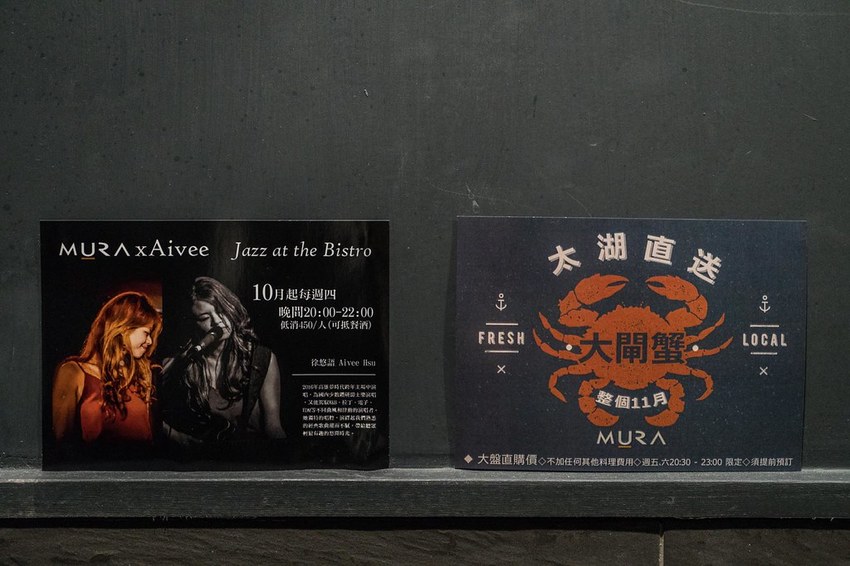 MURA xAivee Jazz at the Bistro
10月起每週四
晚間20:00-22:00
低消450/人(可抵餐酒)
徐悠語 Aivee Hsu
太湖直送
FRESH
LOCAL
大閘蟹
整個11月
MURA
◆ 大盤直購價◇不加任何其他料理費用◇週五.六20:30 - 23:00 限定◇須提前預訂